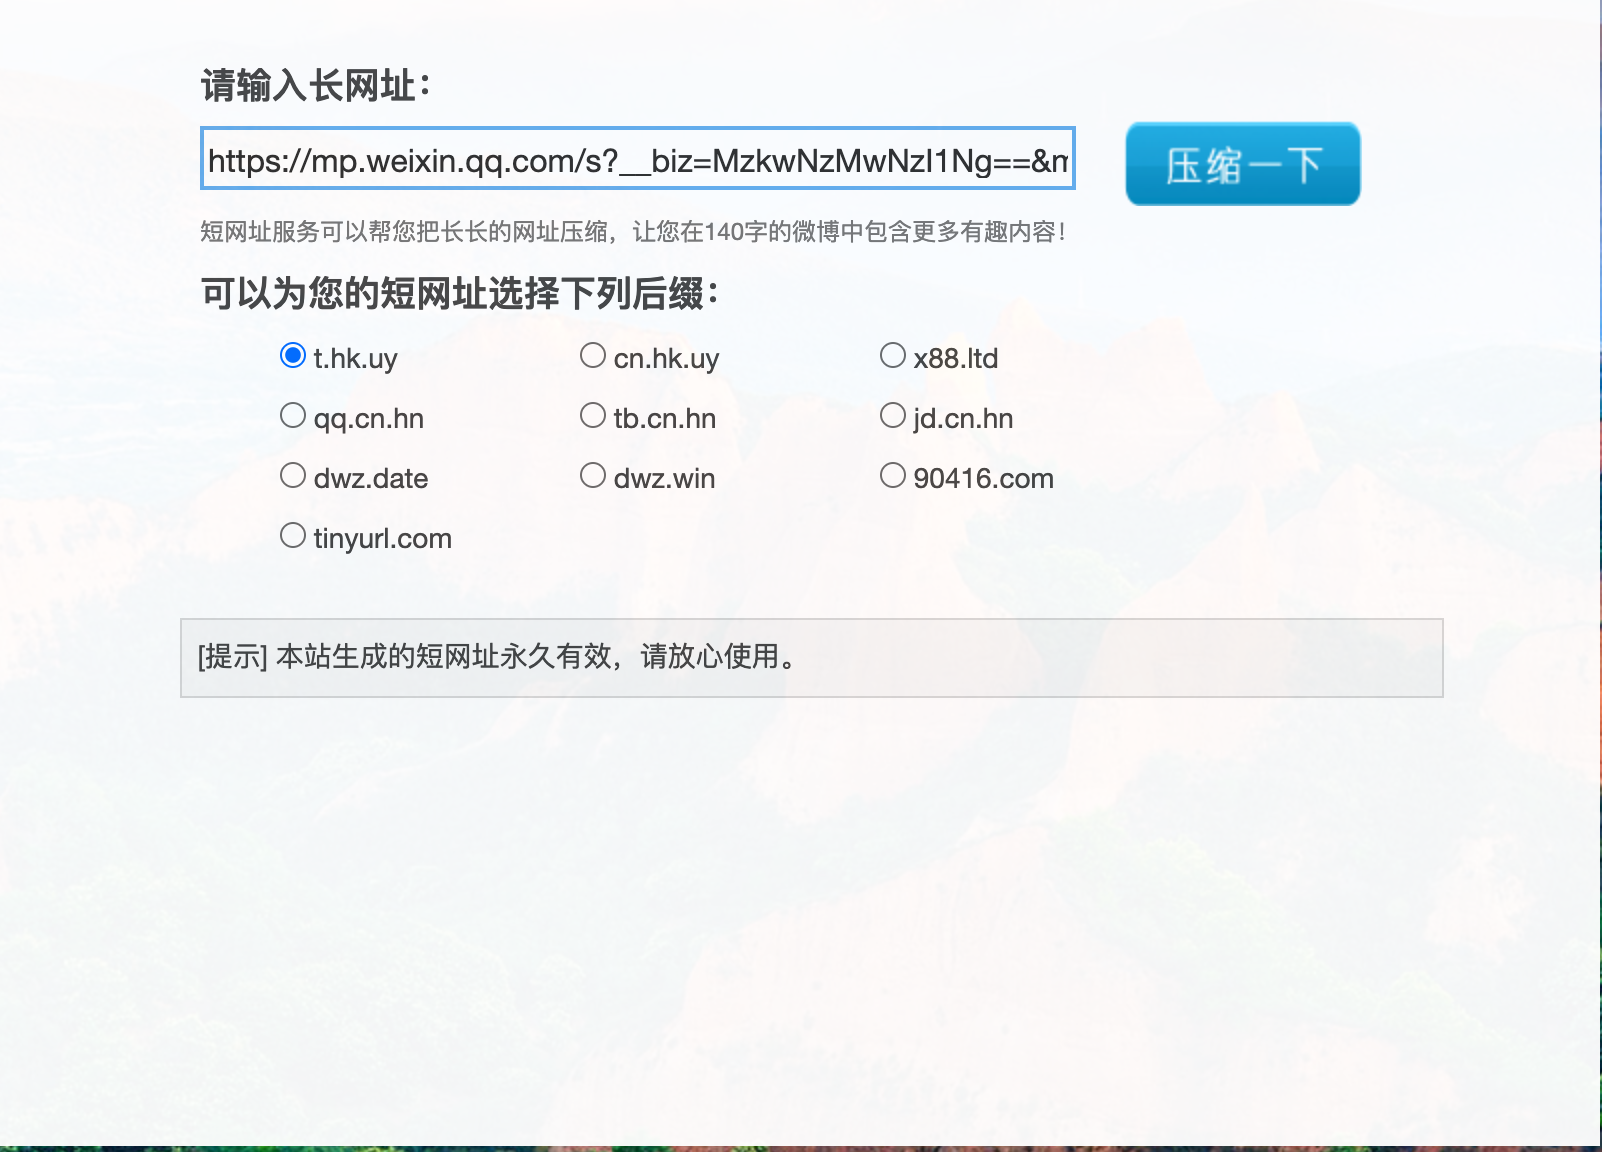 请输入长网址：
https://mp.weixin.qq.com/s?__biz=MzkwNzMwNzI1Ng==&m
压缩一下
短网址服务可以帮您把长长的网址压缩，让您在140字的微博中包含更多有趣内容！
可以为您的短网址选择下列后缀：
t.hk.uy cn.hk.uy x88.ltd
qq.cn.hn tb.cn.hn jd.cn.hn
dwz.date dwz.win 90416.com
tinyurl.com
[提示] 本站生成的短网址永久有效，请放心使用。